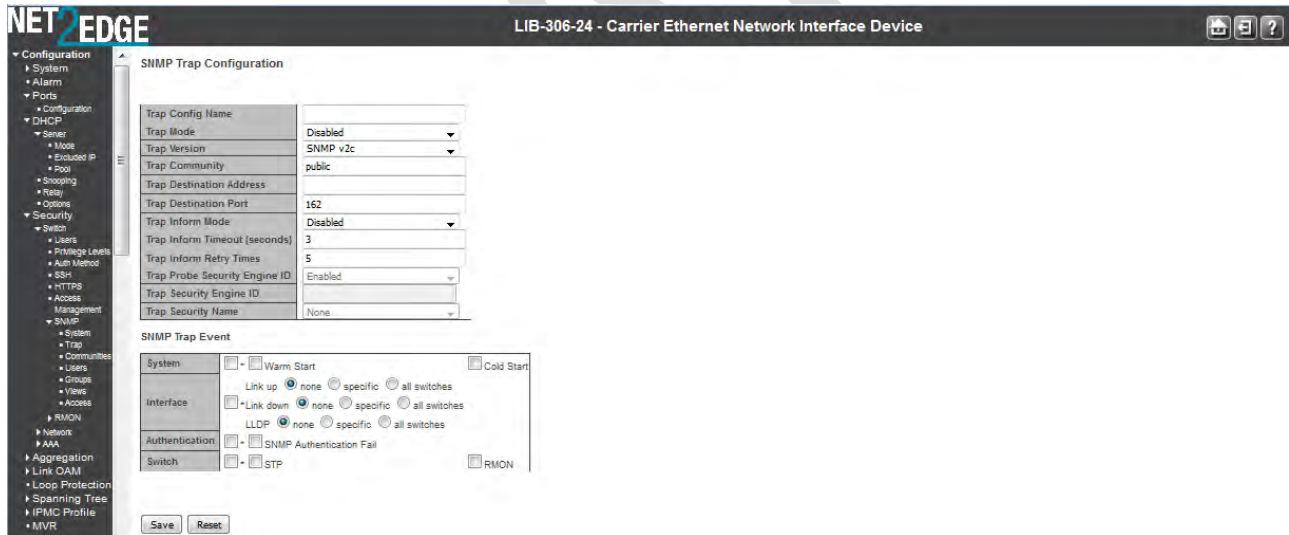 NET2EDGE
LIB-306-24 - Carrier Ethernet Network Interface Device
?
Configuration
System
Alarm
Ports
Configuration
DHCP
Server
Mode
Excluded IP
Pool
Snooping
Relay
Options
Security
Switch
Users
Privilege Levels
Auth Method
SSH
HTTPS
Access
Management
SNMP
System
Trap
Communities
Users
Groups
Views
Access
RMON
Network
AAA
Aggregation
Link OAM
Loop Protection
Spanning Tree
IPMC Profile
MVR
SNMP Trap Configuration
Trap Config Name
Trap Mode Disabled
Trap Version SNMP v2c
Trap Community public
Trap Destination Address
Trap Destination Port 162
Trap Inform Mode Disabled
Trap Inform Timeout (seconds) 3
Trap Inform Retry Times 5
Trap Probe Security Engine ID Enabled
Trap Security Engine ID
Trap Security Name None
SNMP Trap Event
System * Warm Start Cold Start
Link up none specific all switches
Interface * Link down none specific all switches
LLDP none specific all switches
Authentication * SNMP Authentication Fail
Switch * STP RMON
Save Reset